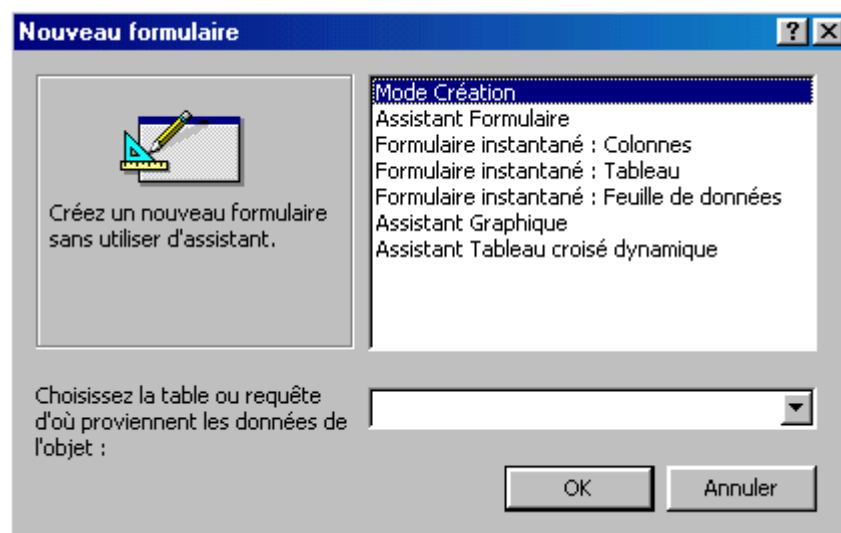 Nouveau formulaire
Mode Création
Assistant Formulaire
Formulaire instantané : Colonnes
Formulaire instantané : Tableau
Formulaire instantané : Feuille de données
Assistant Graphique
Assistant Tableau croisé dynamique
Créez un nouveau formulaire
sans utiliser d'assistant.
Choisissez la table ou requête
d'où proviennent les données de
l'objet :
OK
Annuler